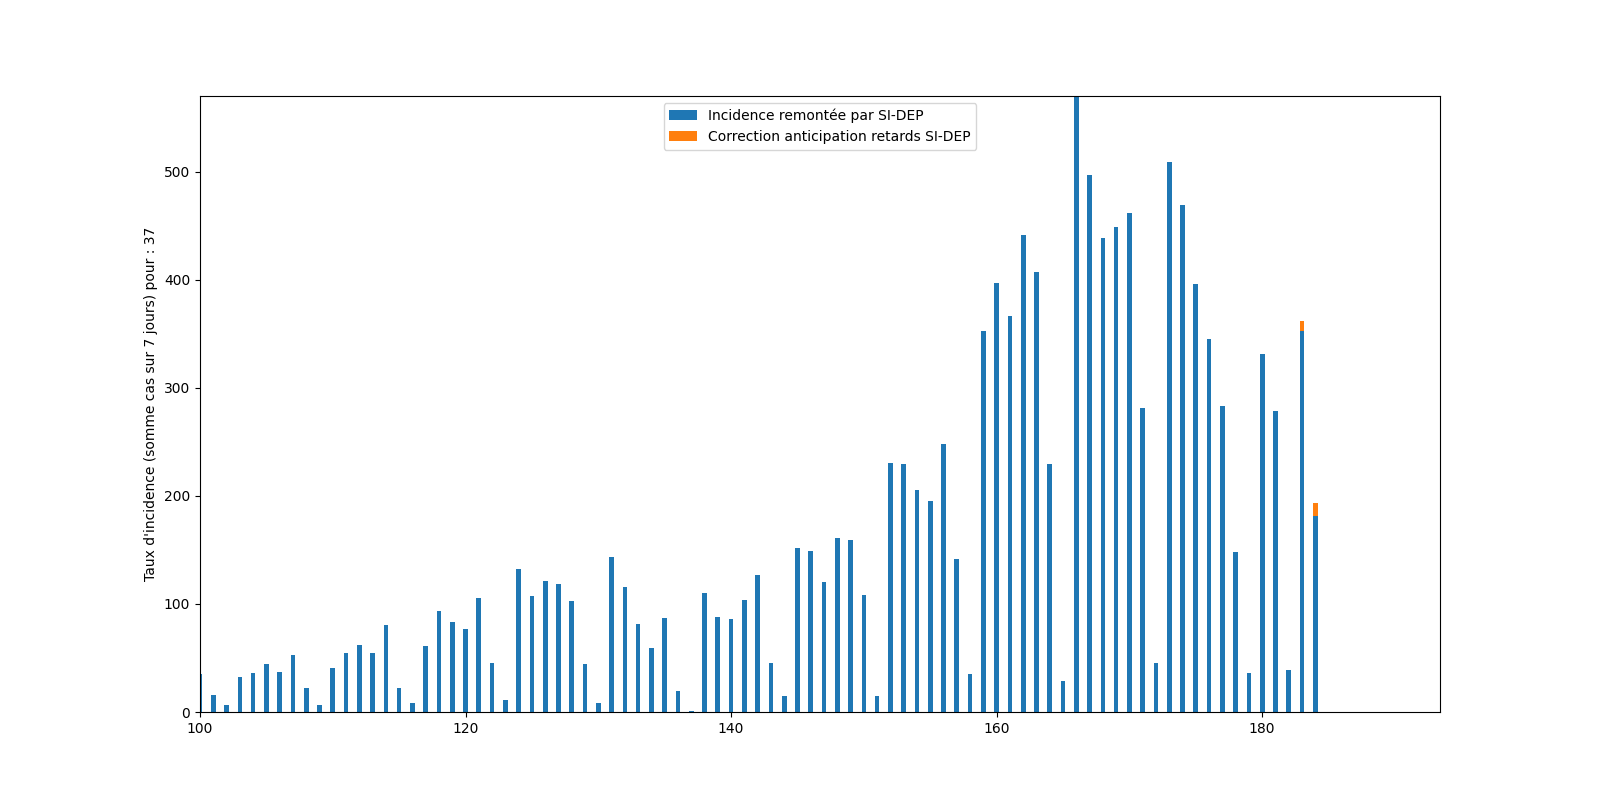 Incidence remontée par SI-DEP
Correction anticipation retards SI-DEP
Taux d'incidence (somme cas sur 7 jours) pour : 37
500
400
300
200
100
0
100 120 140 160 180